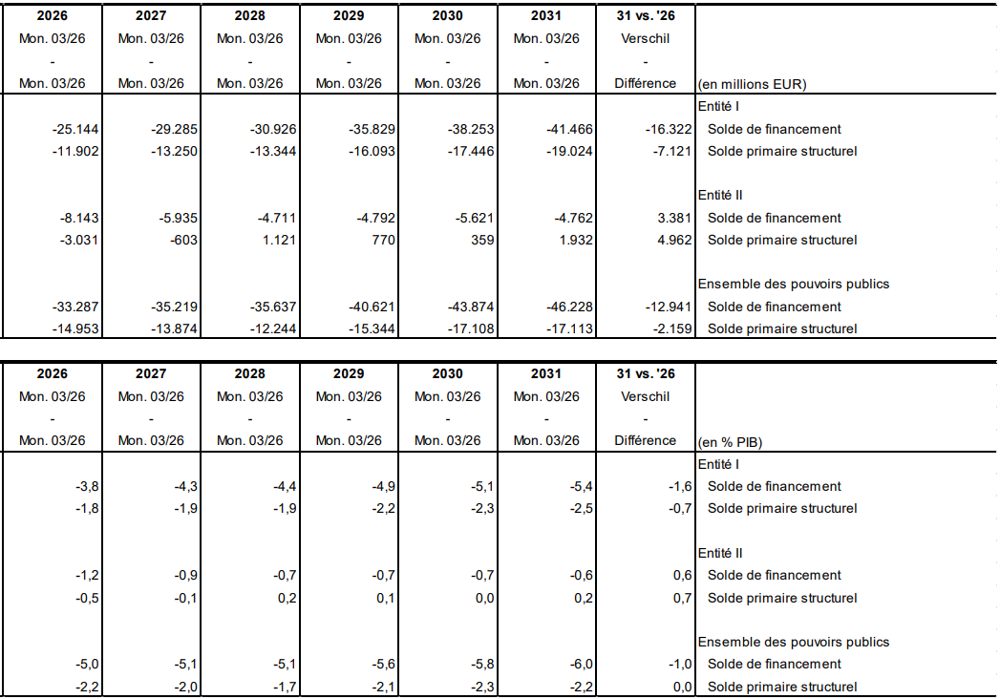 2026 2027 2028 2029 2030 2031 31 vs. '26
Mon. 03/26 Mon. 03/26 Mon. 03/26 Mon. 03/26 Mon. 03/26 Mon. 03/26 Verschil
- - - - - - -
Mon. 03/26 Mon. 03/26 Mon. 03/26 Mon. 03/26 Mon. 03/26 Mon. 03/26 Différence (en millions EUR)
Entité I
-25.144 -29.285 -30.926 -35.829 -38.253 -41.466 -16.322 Solde de financement
-11.902 -13.250 -13.344 -16.093 -17.446 -19.024 -7.121 Solde primaire structurel
Entité II
-8.143 -5.935 -4.711 -4.792 -5.621 -4.762 3.381 Solde de financement
-3.031 -603 1.121 770 359 1.932 4.962 Solde primaire structurel
Ensemble des pouvoirs publics
-33.287 -35.219 -35.637 -40.621 -43.874 -46.228 -12.941 Solde de financement
-14.953 -13.874 -12.244 -15.344 -17.108 -17.113 -2.159 Solde primaire structurel
2026 2027 2028 2029 2030 2031 31 vs. '26
Mon. 03/26 Mon. 03/26 Mon. 03/26 Mon. 03/26 Mon. 03/26 Mon. 03/26 Verschil
- - - - - - -
Mon. 03/26 Mon. 03/26 Mon. 03/26 Mon. 03/26 Mon. 03/26 Mon. 03/26 Différence (en % PIB)
Entité I
-3,8 -4,3 -4,4 -4,9 -5,1 -5,4 -1,6 Solde de financement
-1,8 -1,9 -1,9 -2,2 -2,3 -2,5 -0,7 Solde primaire structurel
Entité II
-1,2 -0,9 -0,7 -0,7 -0,7 -0,6 0,6 Solde de financement
-0,5 -0,1 0,2 0,1 0,0 0,2 0,7 Solde primaire structurel
Ensemble des pouvoirs publics
-5,0 -5,1 -5,1 -5,6 -5,8 -6,0 -1,0 Solde de financement
-2,2 -2,0 -1,7 -2,1 -2,3 -2,2 0,0 Solde primaire structurel